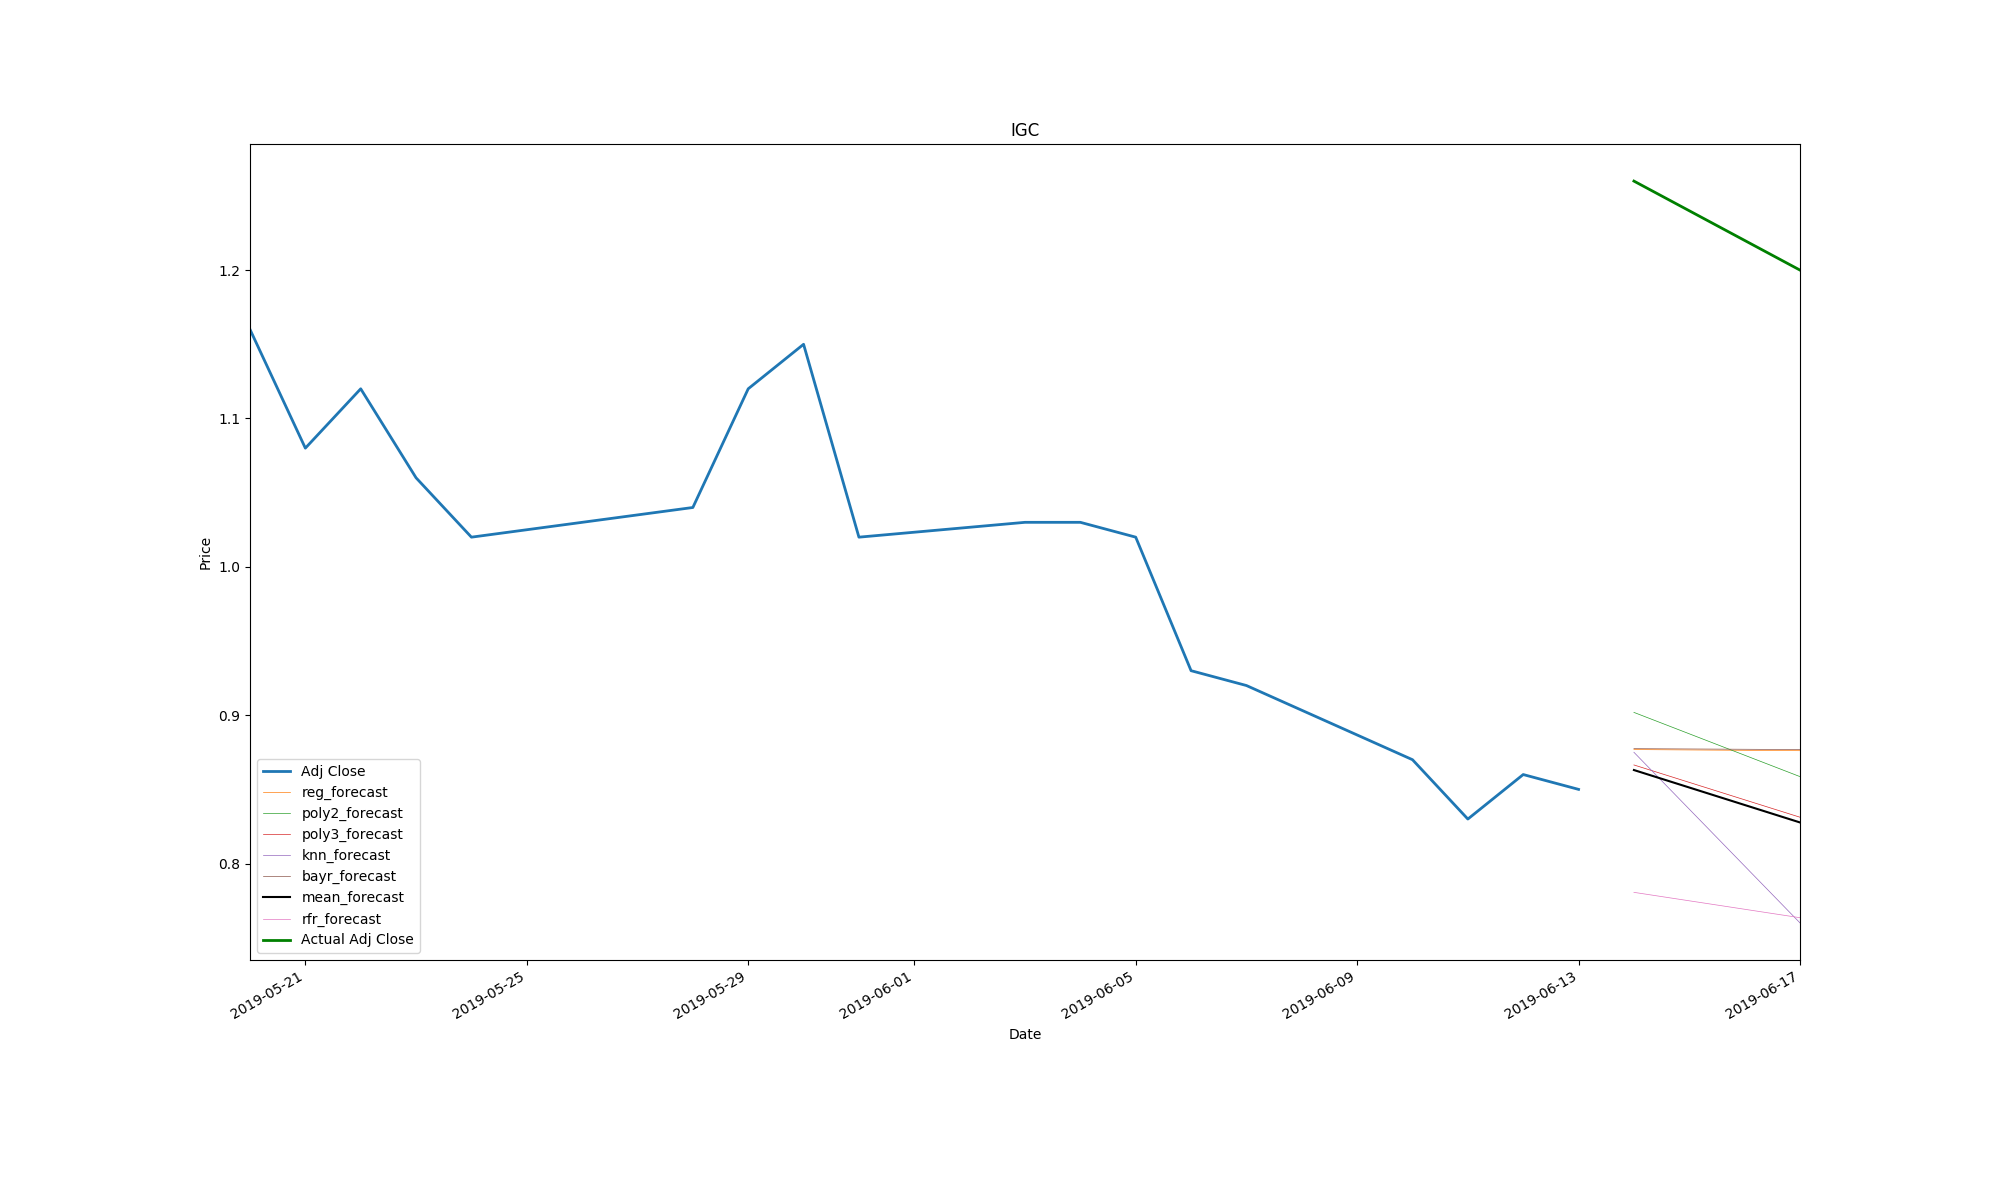 IGC
1.2
1.1
1.0
0.9
0.8
Price
Adj Close
reg_forecast
poly2_forecast
poly3_forecast
knn_forecast
bayr_forecast
mean_forecast
rfr_forecast
Actual Adj Close
2019-05-21
2019-05-25
2019-05-29
2019-06-01
2019-06-05
2019-06-09
2019-06-13
2019-06-17
Date